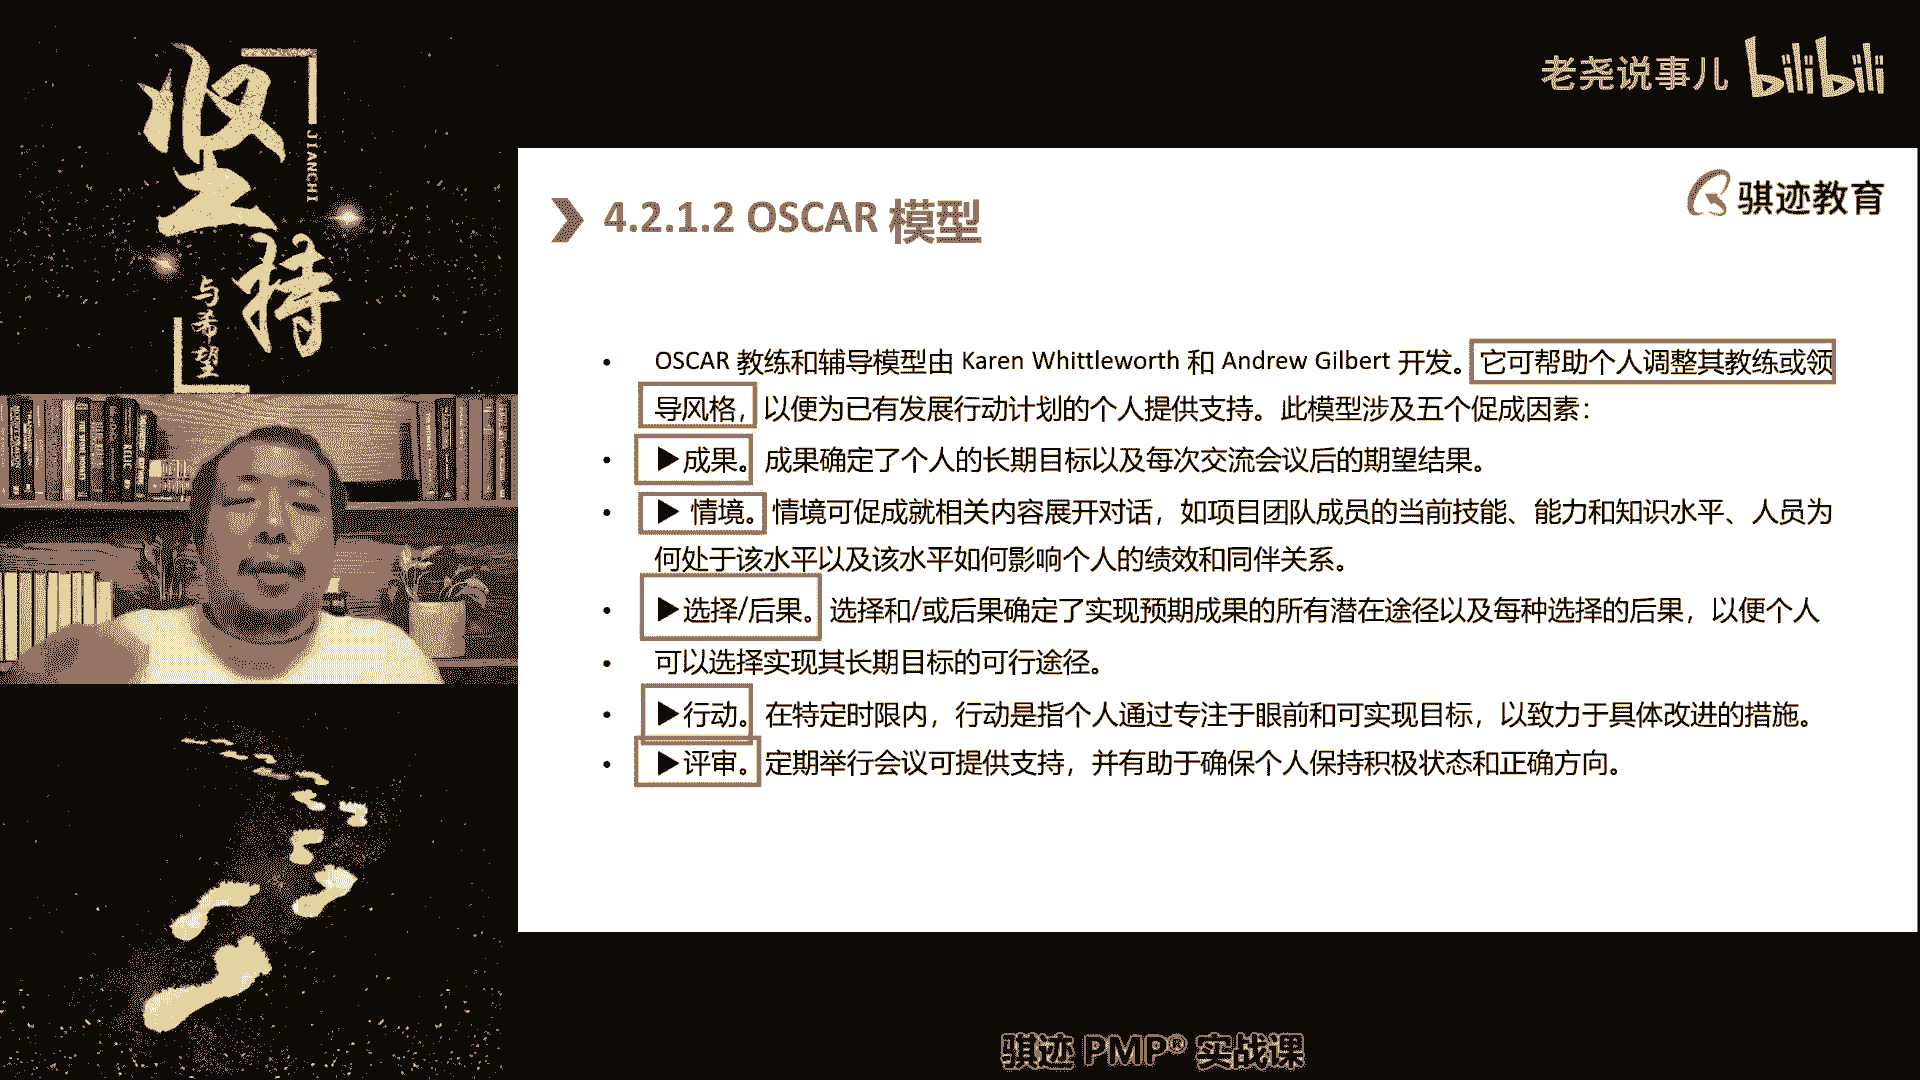 坚持
JIANCHI
与希望
老尧说事儿 bilibili
骐迹教育
4.2.1.2 OSCAR 模型
• OSCAR 教练和辅导模型由 Karen Whittleworth 和 Andrew Gilbert 开发。它可帮助个人调整其教练或领
导风格，以便为已有发展行动计划的个人提供支持。此模型涉及五个促成因素：
• ▶成果。成果确定了个人的长期目标以及每次交流会议后的期望结果。
• ▶ 情境。情境可促成就相关内容展开对话，如项目团队成员的当前技能、能力和知识水平、人员为
何处于该水平以及该水平如何影响个人的绩效和同伴关系。
• ▶选择/后果。选择和/或后果确定了实现预期成果的所有潜在途径以及每种选择的后果，以便个人
• 可以选择实现其长期目标的可行途径。
• ▶行动。在特定时限内，行动是指个人通过专注于眼前和可实现目标，以致力于具体改进的措施。
• ▶评审。定期举行会议可提供支持，并有助于确保个人保持积极状态和正确方向。
骐迹 PMP® 实战课